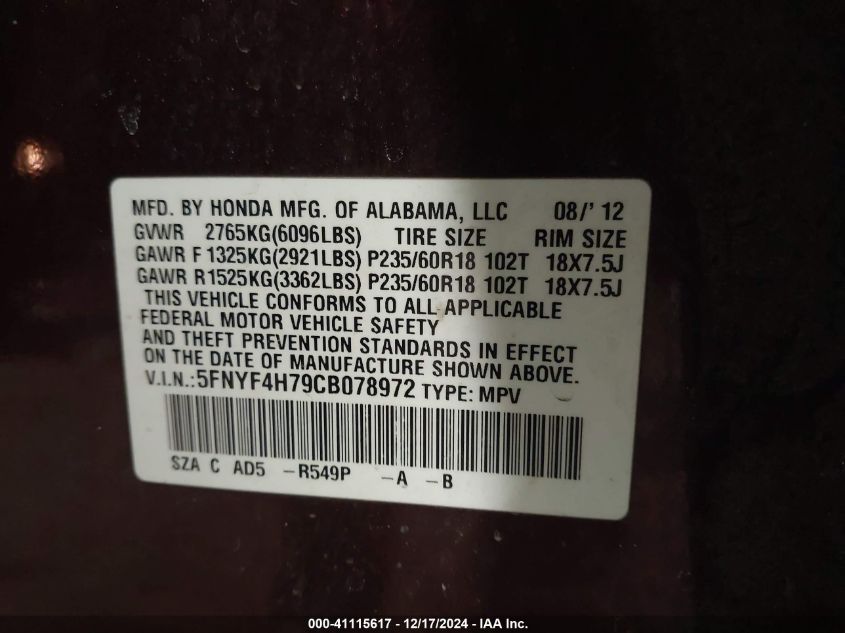 MFD. BY HONDA MFG. OF ALABAMA, LLC 08/' 12
GVWR 2765KG(6096LBS) TIRE SIZE RIM SIZE
GAWR F 1325KG(2921LBS) P235/60R18 102T 18X7.5J
GAWR R1525KG(3362LBS) P235/60R18 102T 18X7.5J
THIS VEHICLE CONFORMS TO ALL APPLICABLE
FEDERAL MOTOR VEHICLE SAFETY
AND THEFT PREVENTION STANDARDS IN EFFECT
ON THE DATE OF MANUFACTURE SHOWN ABOVE.
V.I.N.:5FNYF4H79CB078972 TYPE: MPV
SZA C AD5 -R549P -A -B
000-41115617 - 12/17/2024 - IAA Inc.